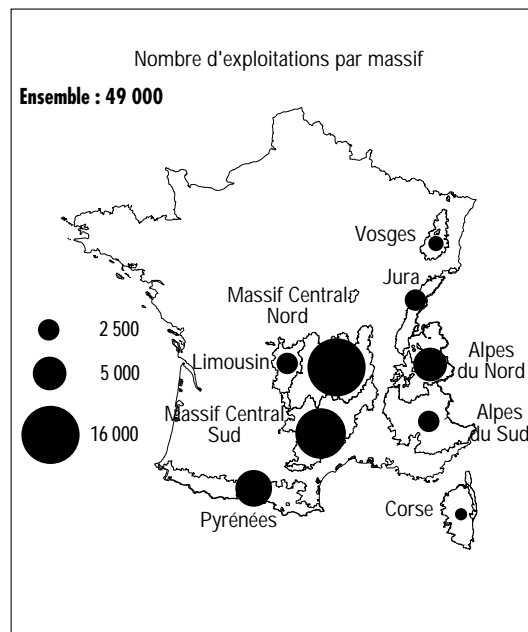 Nombre d'exploitations par massif
Ensemble : 49 000
Vosges
Jura
Massif Central
Nord
2 500
Limousin
Alpes
du Nord
5 000
Massif Central
Sud
Alpes
du Sud
16 000
Pyrénées
Corse